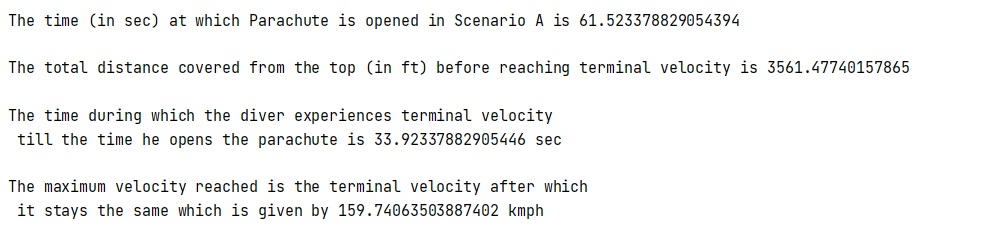 The time (in sec) at which Parachute is opened in Scenario A is 61.523378829054394
The total distance covered from the top (in ft) before reaching terminal velocity is 3561.47740157865
The time during which the diver experiences terminal velocity
till the time he opens the parachute is 33.92337882905446 sec
The maximum velocity reached is the terminal velocity after which
it stays the same which is given by 159.74063503887402 kmph